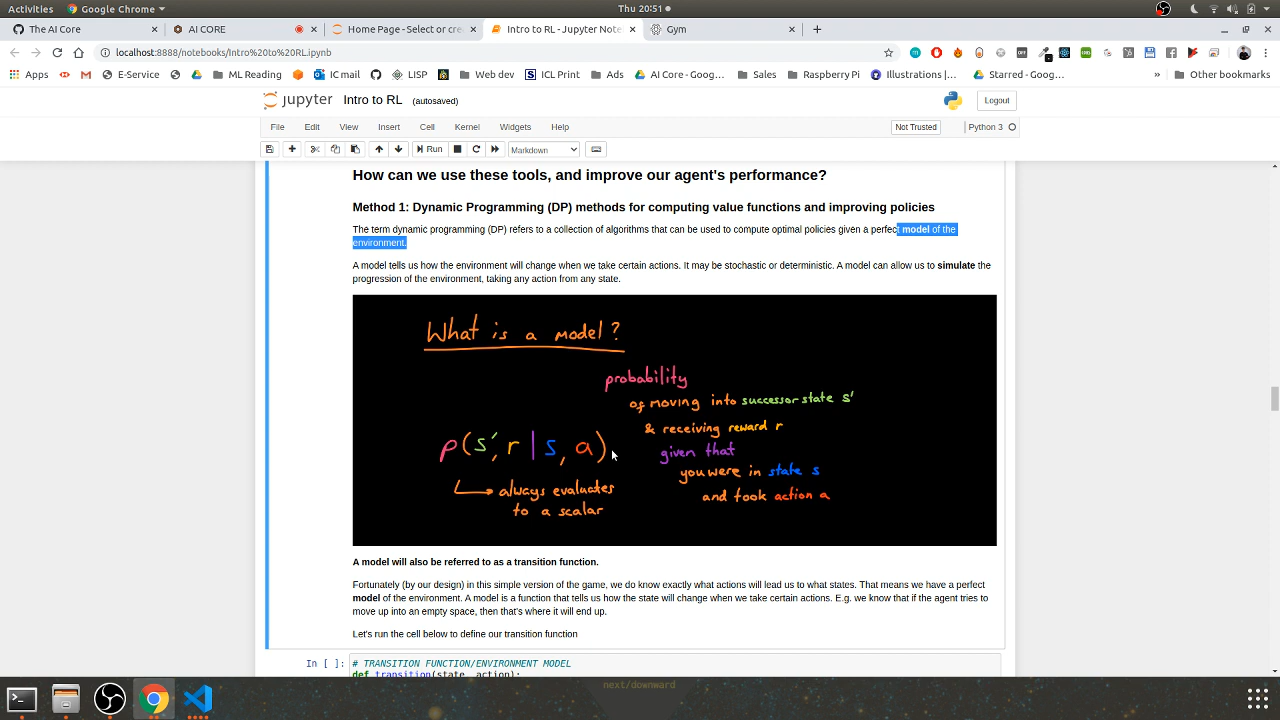 Activities Google Chrome Thu 20:51
The AI Core AI CORE Home Page - Select or cre Intro to RL - Jupyter Note Gym
localhost:8888/notebooks/Intro%20to%20RL.ipynb
Apps E-Service ML Reading IC mail LISP Web dev ICL Print Ads AI Core - Goog... Sales Raspberry Pi Illustrations |... Starred - Goog... » Other bookmarks
jupyter Intro to RL (autosaved) Logout
File Edit View Insert Cell Kernel Widgets Help Not Trusted Python 3
Run Markdown
How can we use these tools, and improve our agent's performance?
Method 1: Dynamic Programming (DP) methods for computing value functions and improving policies
The term dynamic programming (DP) refers to a collection of algorithms that can be used to compute optimal policies given a perfect model of the
environment.
A model tells us how the environment will change when we take certain actions. It may be stochastic or deterministic. A model can allow us to simulate the
progression of the environment, taking any action from any state.
What is a model?
probability
of moving into successor state s'
& receiving reward r
p(s', r | s, a)
given that
you were in state s
always evaluates
and took action a
to a scalar
A model will also be referred to as a transition function.
Fortunately (by our design) in this simple version of the game, we do know exactly what actions will lead us to what states. That means we have a perfect
model of the environment. A model is a function that tells us how the state will change when we take certain actions. E.g. we know that if the agent tries to
move up into an empty space, then that's where it will end up.
Let's run the cell below to define our transition function
In [ ]: # TRANSITION FUNCTION/ENVIRONMENT MODEL
def transition(state, action):
next/downward